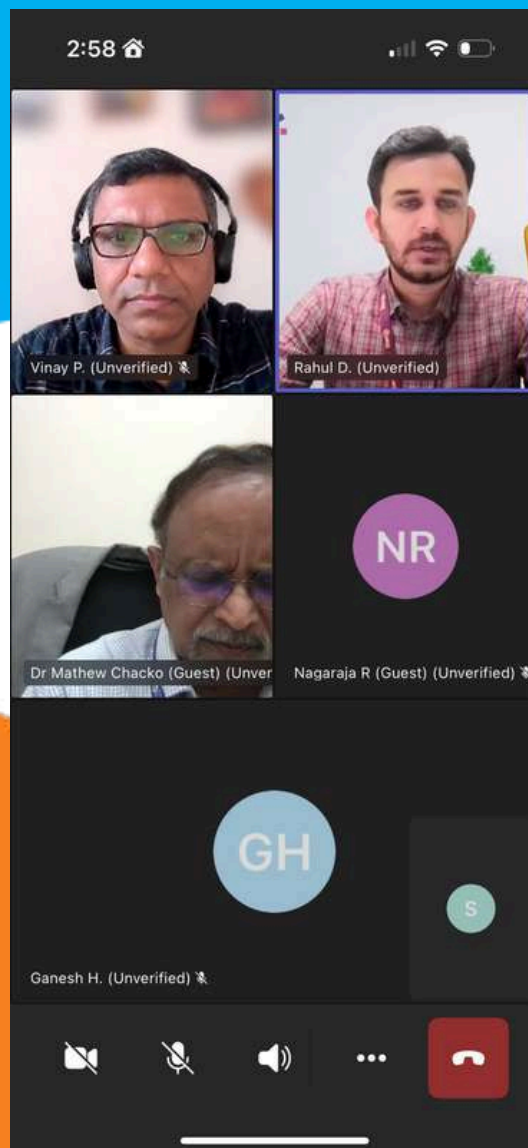 2:58
Vinay P. (Unverified)
Rahul D. (Unverified)
Dr Mathew Chacko (Guest) (Unver
NR
Nagaraja R (Guest) (Unverified)
GH
S
Ganesh H. (Unverified)